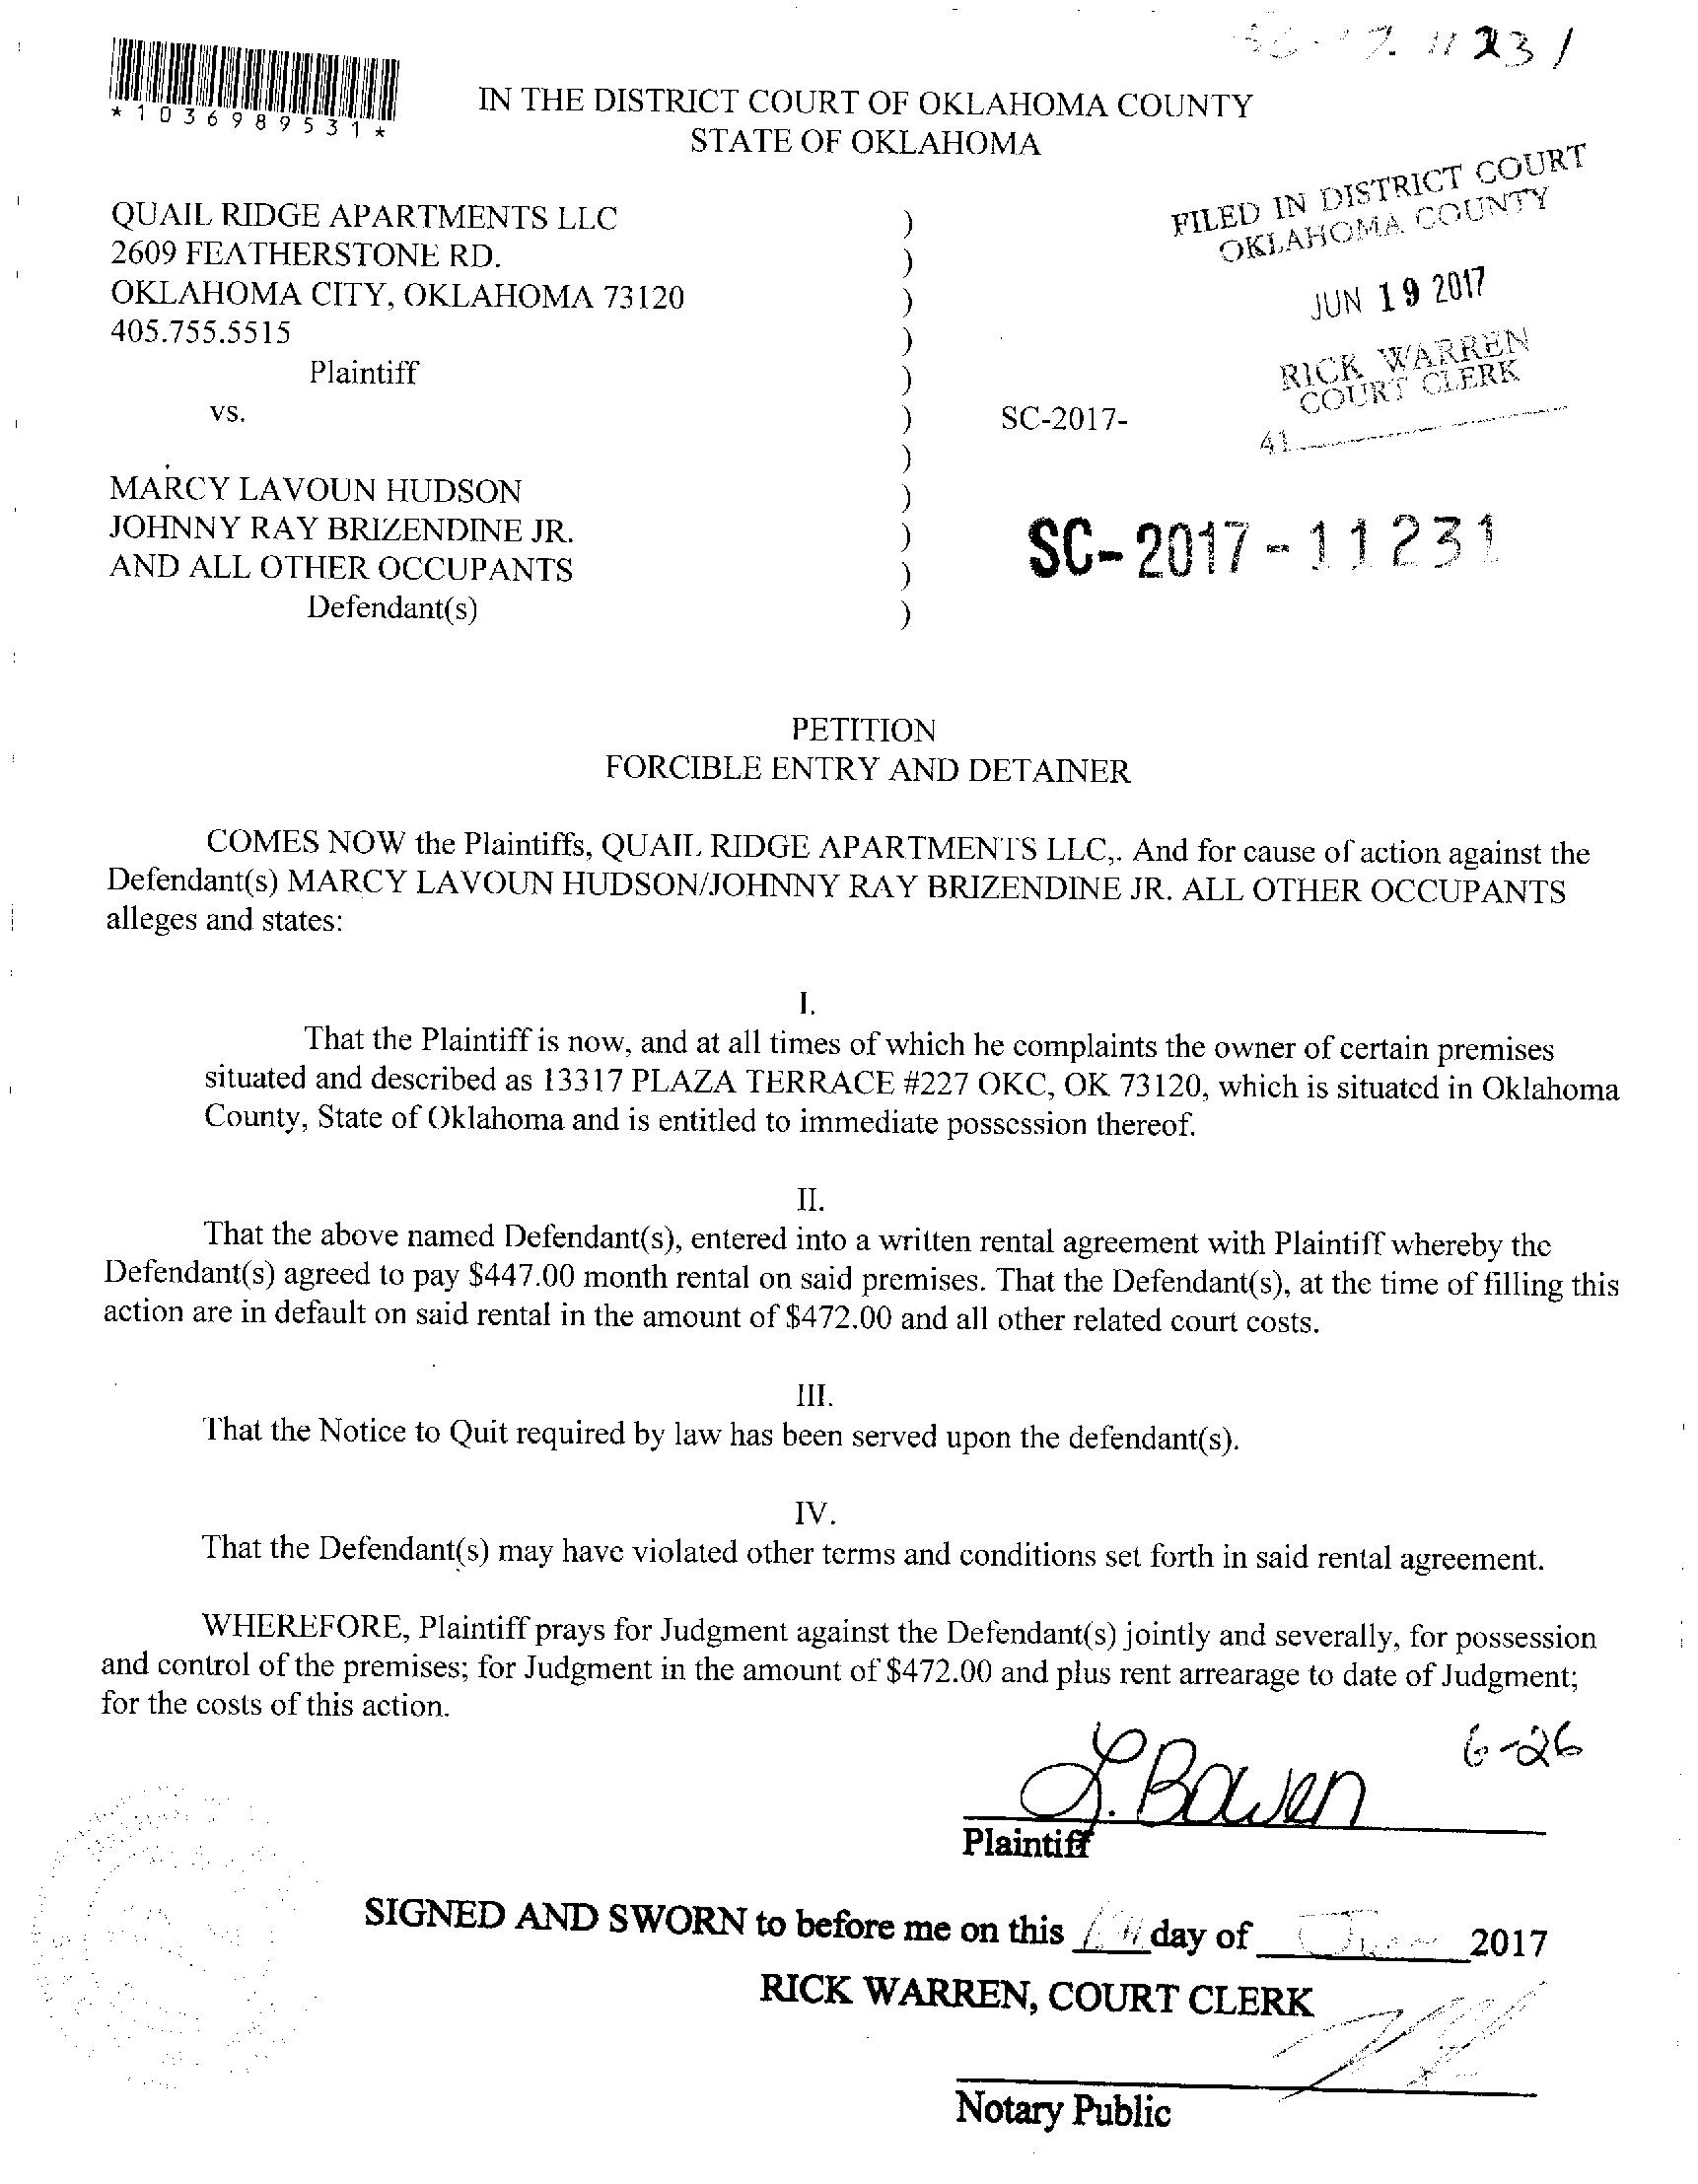 11231
*1036989531*
IN THE DISTRICT COURT OF OKLAHOMA COUNTY
STATE OF OKLAHOMA
FILED IN DISTRICT COURT
OKLAHOMA COUNTY
JUN 19 2017
RICK WARREN
COURT CLERK
41
QUAIL RIDGE APARTMENTS LLC )
2609 FEATHERSTONE RD. )
OKLAHOMA CITY, OKLAHOMA 73120 )
405.755.5515 )
Plaintiff )
vs. ) SC-2017-
)
MARCY LAVOUN HUDSON )
JOHNNY RAY BRIZENDINE JR. ) SC-2017-11231
AND ALL OTHER OCCUPANTS )
Defendant(s) )
PETITION
FORCIBLE ENTRY AND DETAINER
COMES NOW the Plaintiffs, QUAIL RIDGE APARTMENTS LLC,. And for cause of action against the
Defendant(s) MARCY LAVOUN HUDSON/JOHNNY RAY BRIZENDINE JR. ALL OTHER OCCUPANTS
alleges and states:
I.
That the Plaintiff is now, and at all times of which he complaints the owner of certain premises
situated and described as 13317 PLAZA TERRACE #227 OKC, OK 73120, which is situated in Oklahoma
County, State of Oklahoma and is entitled to immediate possession thereof.
II.
That the above named Defendant(s), entered into a written rental agreement with Plaintiff whereby the
Defendant(s) agreed to pay $447.00 month rental on said premises. That the Defendant(s), at the time of filling this
action are in default on said rental in the amount of $472.00 and all other related court costs.
III.
That the Notice to Quit required by law has been served upon the defendant(s).
IV.
That the Defendant(s) may have violated other terms and conditions set forth in said rental agreement.
WHEREFORE, Plaintiff prays for Judgment against the Defendant(s) jointly and severally, for possession
and control of the premises; for Judgment in the amount of $472.00 and plus rent arrearage to date of Judgment;
for the costs of this action.
L. Bowen 6-26
Plaintiff
SIGNED AND SWORN to before me on this day of June 2017
RICK WARREN, COURT CLERK
Notary Public